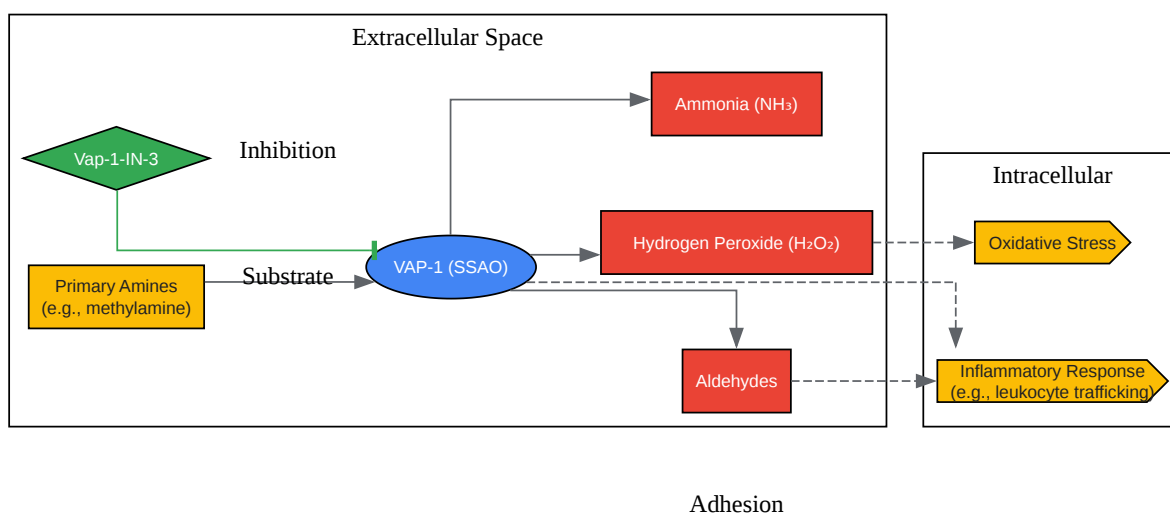 Extracellular Space
Ammonia (NH₃)
Vap-1-IN-3
Inhibition
Intracellular
Hydrogen Peroxide (H₂O₂)
Oxidative Stress
VAP-1 (SSAO)
Substrate
Primary Amines
(e.g., methylamine)
Aldehydes
Inflammatory Response
(e.g., leukocyte trafficking)
Adhesion